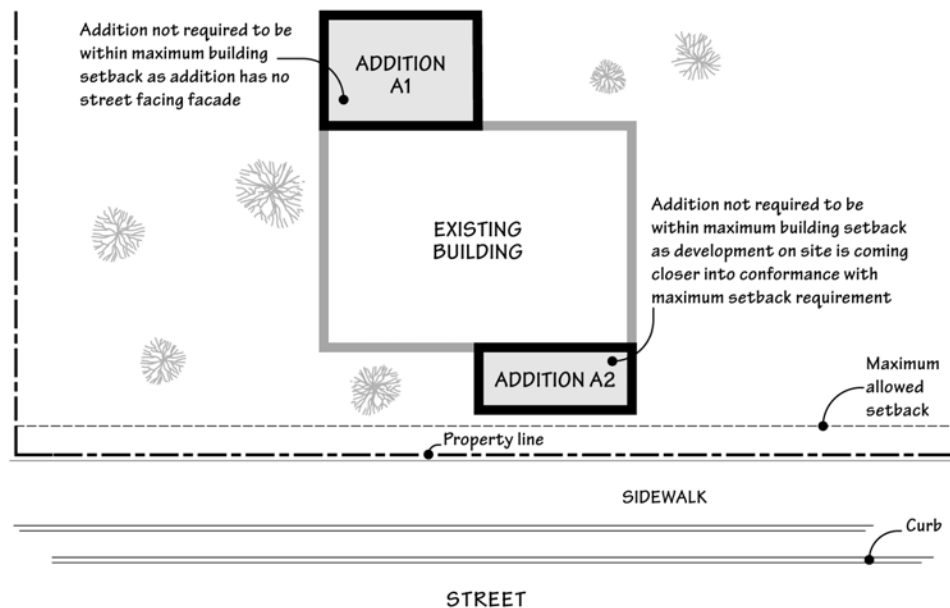 Addition not required to be
within maximum building
setback as addition has no
street facing facade
ADDITION
A1
EXISTING
BUILDING
Addition not required to be
within maximum building setback
as development on site is coming
closer into conformance with
maximum setback requirement
ADDITION A2
Maximum
allowed
setback
Property line
SIDEWALK
Curb
STREET